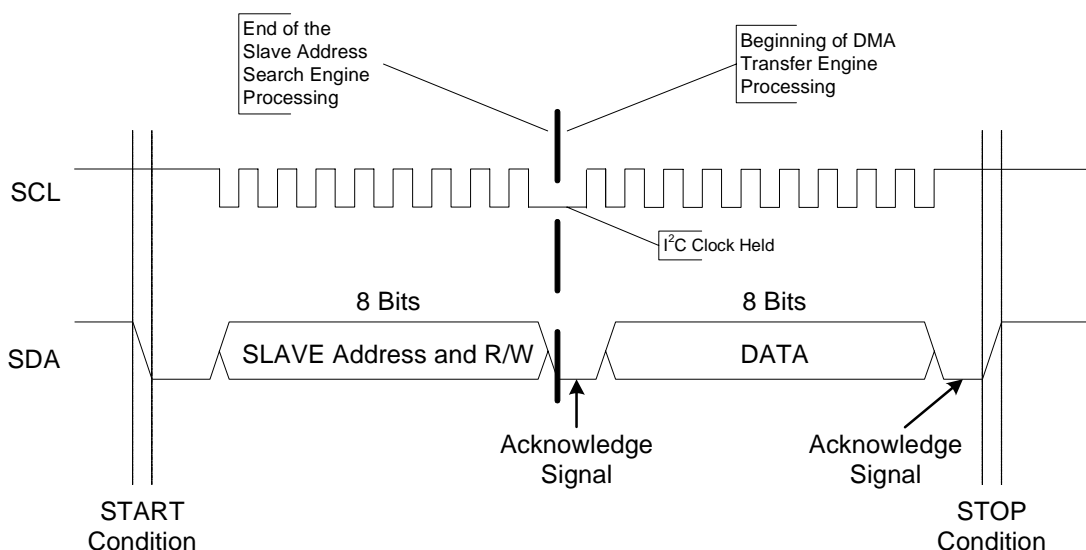 End of the
Slave Address
Search Engine
Processing
Beginning of DMA
Transfer Engine
Processing
SCL
I²C Clock Held
8 Bits
8 Bits
SDA
SLAVE Address and R/W
DATA
Acknowledge
Signal
Acknowledge
Signal
START
Condition
STOP
Condition